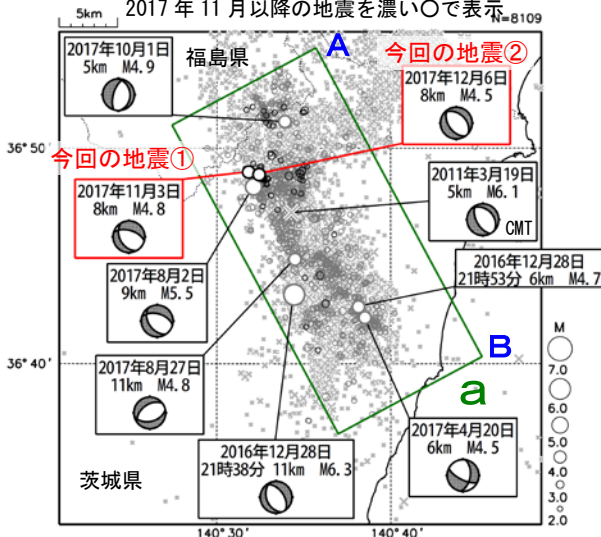 2017 年 11 月以降の地震を濃い○で表示
5km
N=8109
2017年10月1日
5km M4.9
福島県
A
今回の地震②
2017年12月6日
8km M4.5
36°50'
今回の地震①
2017年11月3日
8km M4.8
2011年3月19日
5km M6.1
CMT
2017年8月2日
9km M5.5
2016年12月28日
21時53分 6km M4.7
36°40'
B
a
2017年8月27日
11km M4.8
M
7.0
6.0
5.0
4.0
3.0
2.0
2016年12月28日
21時38分 11km M6.3
2017年4月20日
6km M4.5
茨城県
140°30'
140°40'